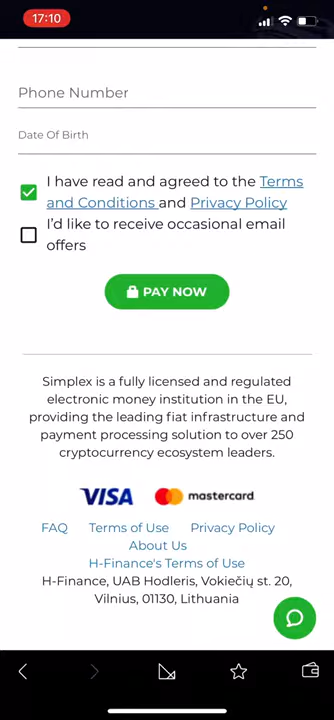 17:10
Phone Number
Date Of Birth
I have read and agreed to the Terms
and Conditions and Privacy Policy
I'd like to receive occasional email
offers
PAY NOW
Simplex is a fully licensed and regulated
electronic money institution in the EU,
providing the leading fiat infrastructure and
payment processing solution to over 250
cryptocurrency ecosystem leaders.
VISA mastercard
FAQ Terms of Use Privacy Policy
About Us
H-Finance's Terms of Use
H-Finance, UAB Hodleris, Vokiečių st. 20,
Vilnius, 01130, Lithuania